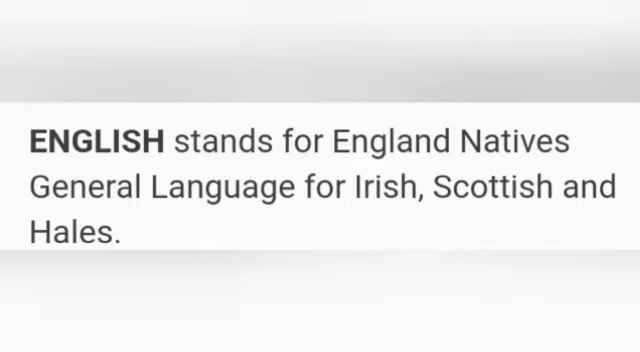 ENGLISH stands for England Natives
General Language for Irish, Scottish and
Hales.